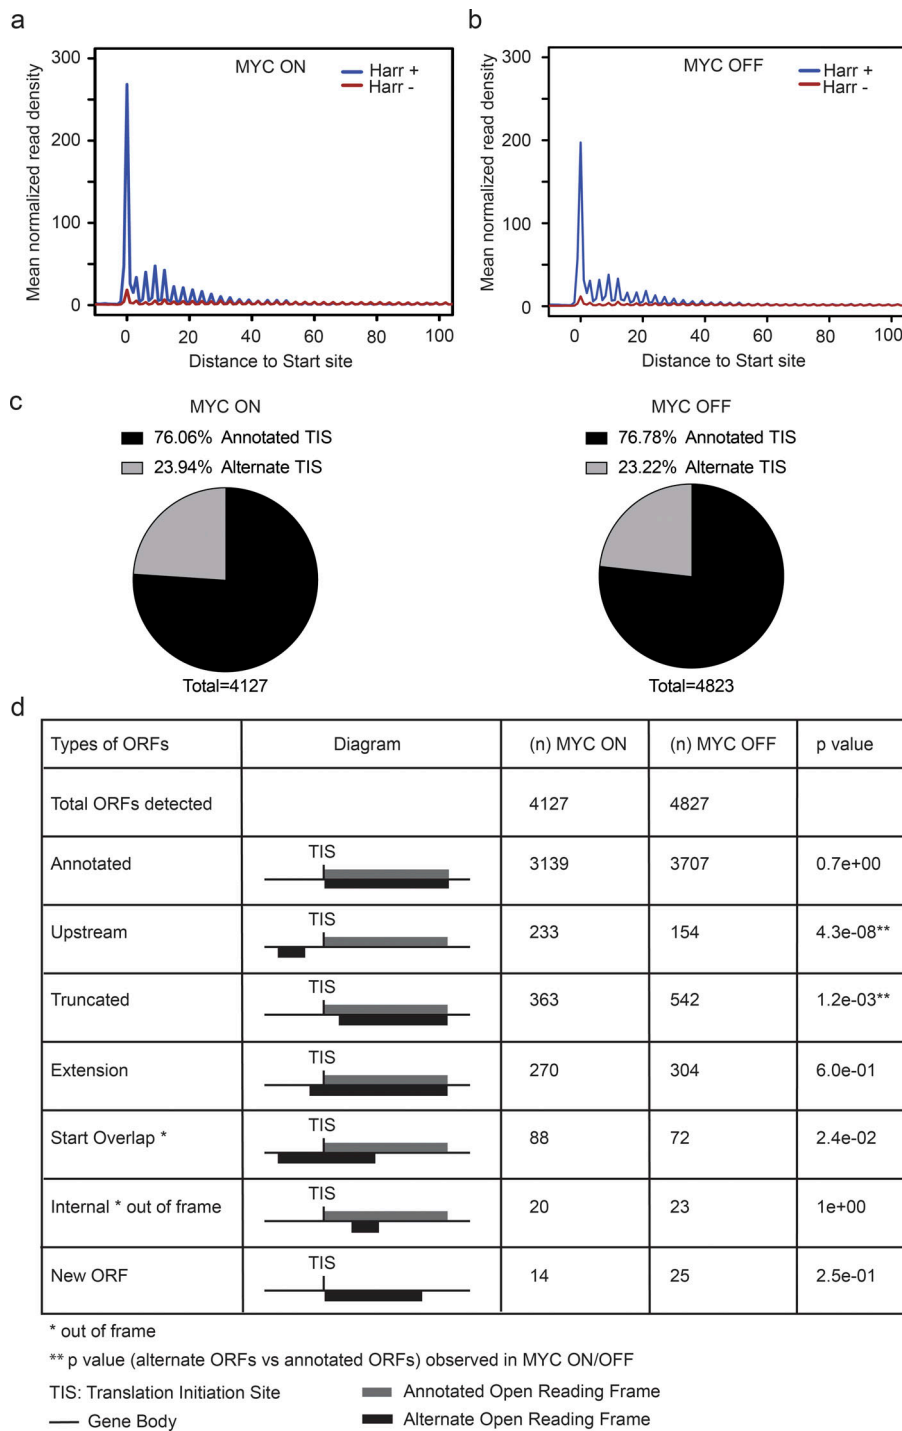 a
MYC ON
Harr +
Harr -
Mean normalized read density
300
200
100
0
0 20 40 60 80 100
Distance to Start site
b
MYC OFF
Harr +
Harr -
Mean normalized read density
300
200
100
0
0 20 40 60 80 100
Distance to Start site
c
MYC ON
76.06% Annotated TIS
23.94% Alternate TIS
Total=4127
MYC OFF
76.78% Annotated TIS
23.22% Alternate TIS
Total=4823
d
Types of ORFs Diagram (n) MYC ON (n) MYC OFF p value
Total ORFs detected 4127 4827
TIS
Annotated 3139 3707 0.7e+00
TIS
Upstream 233 154 4.3e-08**
TIS
Truncated 363 542 1.2e-03**
TIS
Extension 270 304 6.0e-01
TIS
Start Overlap * 88 72 2.4e-02
TIS
Internal * out of frame 20 23 1e+00
TIS
New ORF 14 25 2.5e-01
* out of frame
** p value (alternate ORFs vs annotated ORFs) observed in MYC ON/OFF
TIS: Translation Initiation Site Annotated Open Reading Frame
Gene Body Alternate Open Reading Frame